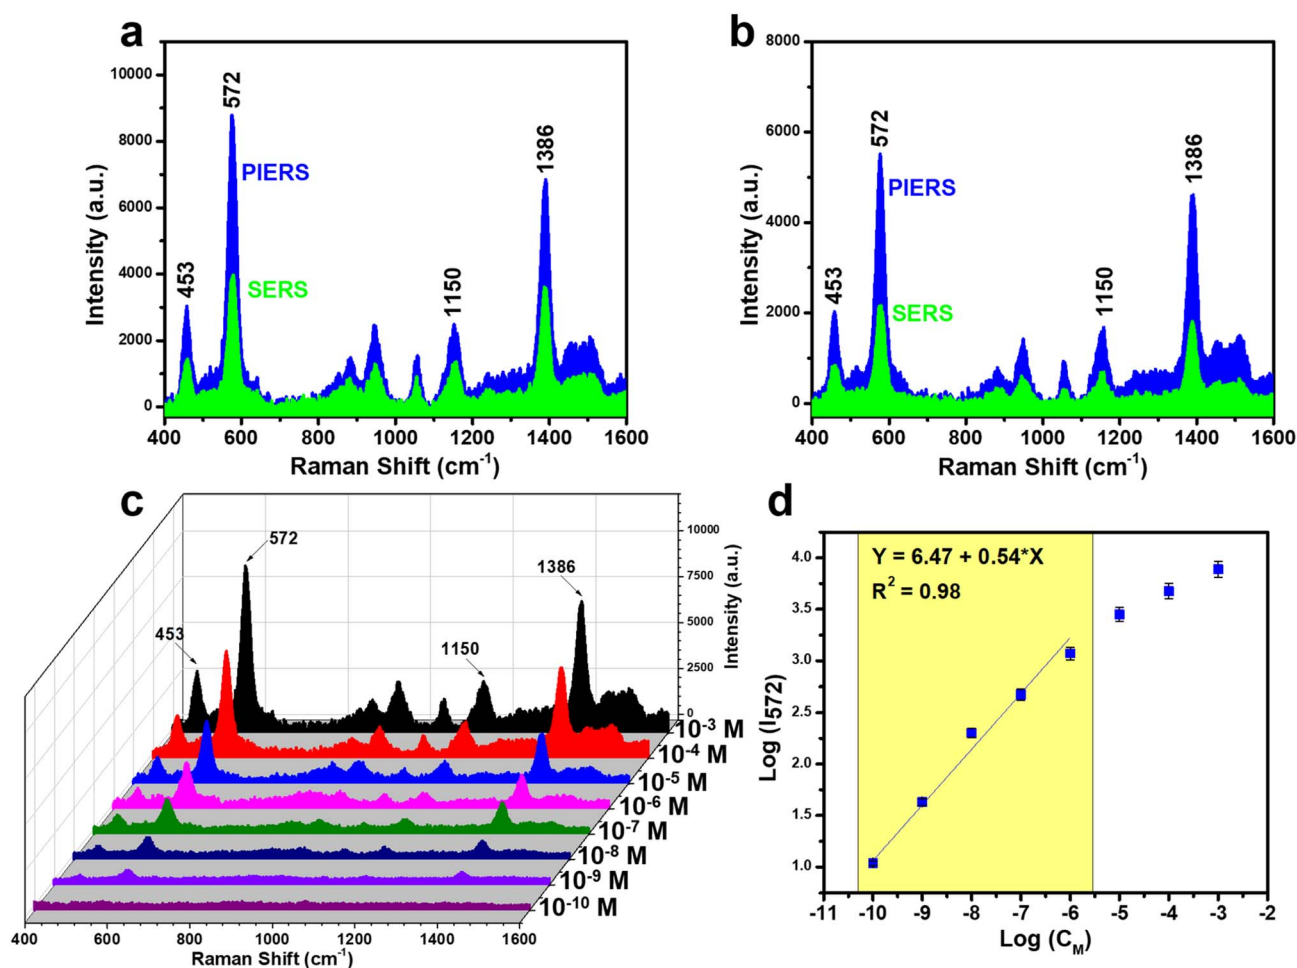 a
10000
8000
6000
4000
2000
0
Intensity (a.u.)
572
PIERS
SERS
453
1150
1386
400 600 800 1000 1200 1400 1600
Raman Shift (cm⁻¹)
b
8000
6000
4000
2000
0
Intensity (a.u.)
572
PIERS
SERS
453
1150
1386
400 600 800 1000 1200 1400 1600
Raman Shift (cm⁻¹)
c
572
1386
453
1150
10000
7500
5000
2500
0
Intensity (a.u.)
10⁻³ M
10⁻⁴ M
10⁻⁵ M
10⁻⁶ M
10⁻⁷ M
10⁻⁸ M
10⁻⁹ M
10⁻¹⁰ M
400 600 800 1000 1200 1400 1600
Raman Shift (cm⁻¹)
d
Y = 6.47 + 0.54*X
R² = 0.98
4.0
3.5
3.0
2.5
2.0
1.5
1.0
Log (I₅₇₂)
-11 -10 -9 -8 -7 -6 -5 -4 -3 -2
Log (C_M)